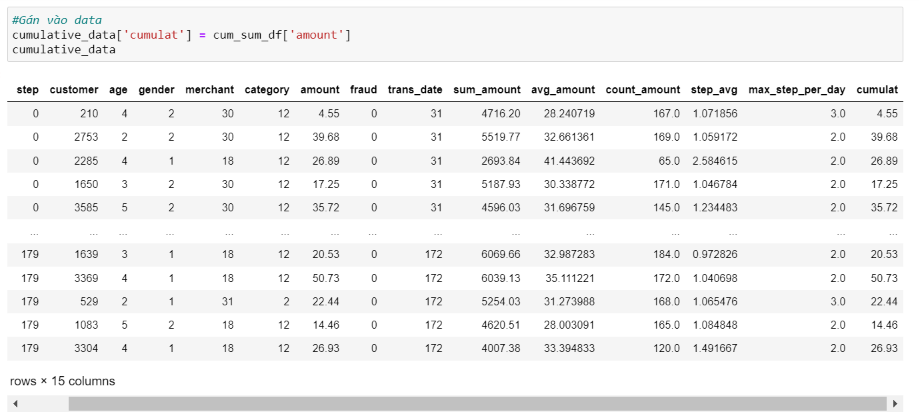 #Gán vào data
cumulative_data['cumulat'] = cum_sum_df['amount']
cumulative_data
step customer age gender merchant category amount fraud trans_date sum_amount avg_amount count_amount step_avg max_step_per_day cumulat
0 210 4 2 30 12 4.55 0 31 4716.20 28.240719 167.0 1.071856 3.0 4.55
0 2753 2 2 30 12 39.68 0 31 5519.77 32.661361 169.0 1.059172 2.0 39.68
0 2285 4 1 18 12 26.89 0 31 2693.84 41.443692 65.0 2.584615 2.0 26.89
0 1650 3 2 30 12 17.25 0 31 5187.93 30.338772 171.0 1.046784 2.0 17.25
0 3585 5 2 30 12 35.72 0 31 4596.03 31.696759 145.0 1.234483 2.0 35.72
... ... ... ... ... ... ... ... ... ... ... ... ... ... ...
179 1639 3 1 18 12 20.53 0 172 6069.66 32.987283 184.0 0.972826 2.0 20.53
179 3369 4 1 18 12 50.73 0 172 6039.13 35.111221 172.0 1.040698 2.0 50.73
179 529 2 1 31 2 22.44 0 172 5254.03 31.273988 168.0 1.065476 3.0 22.44
179 1083 5 2 18 12 14.46 0 172 4620.51 28.003091 165.0 1.084848 2.0 14.46
179 3304 4 1 18 12 26.93 0 172 4007.38 33.394833 120.0 1.491667 2.0 26.93
rows × 15 columns